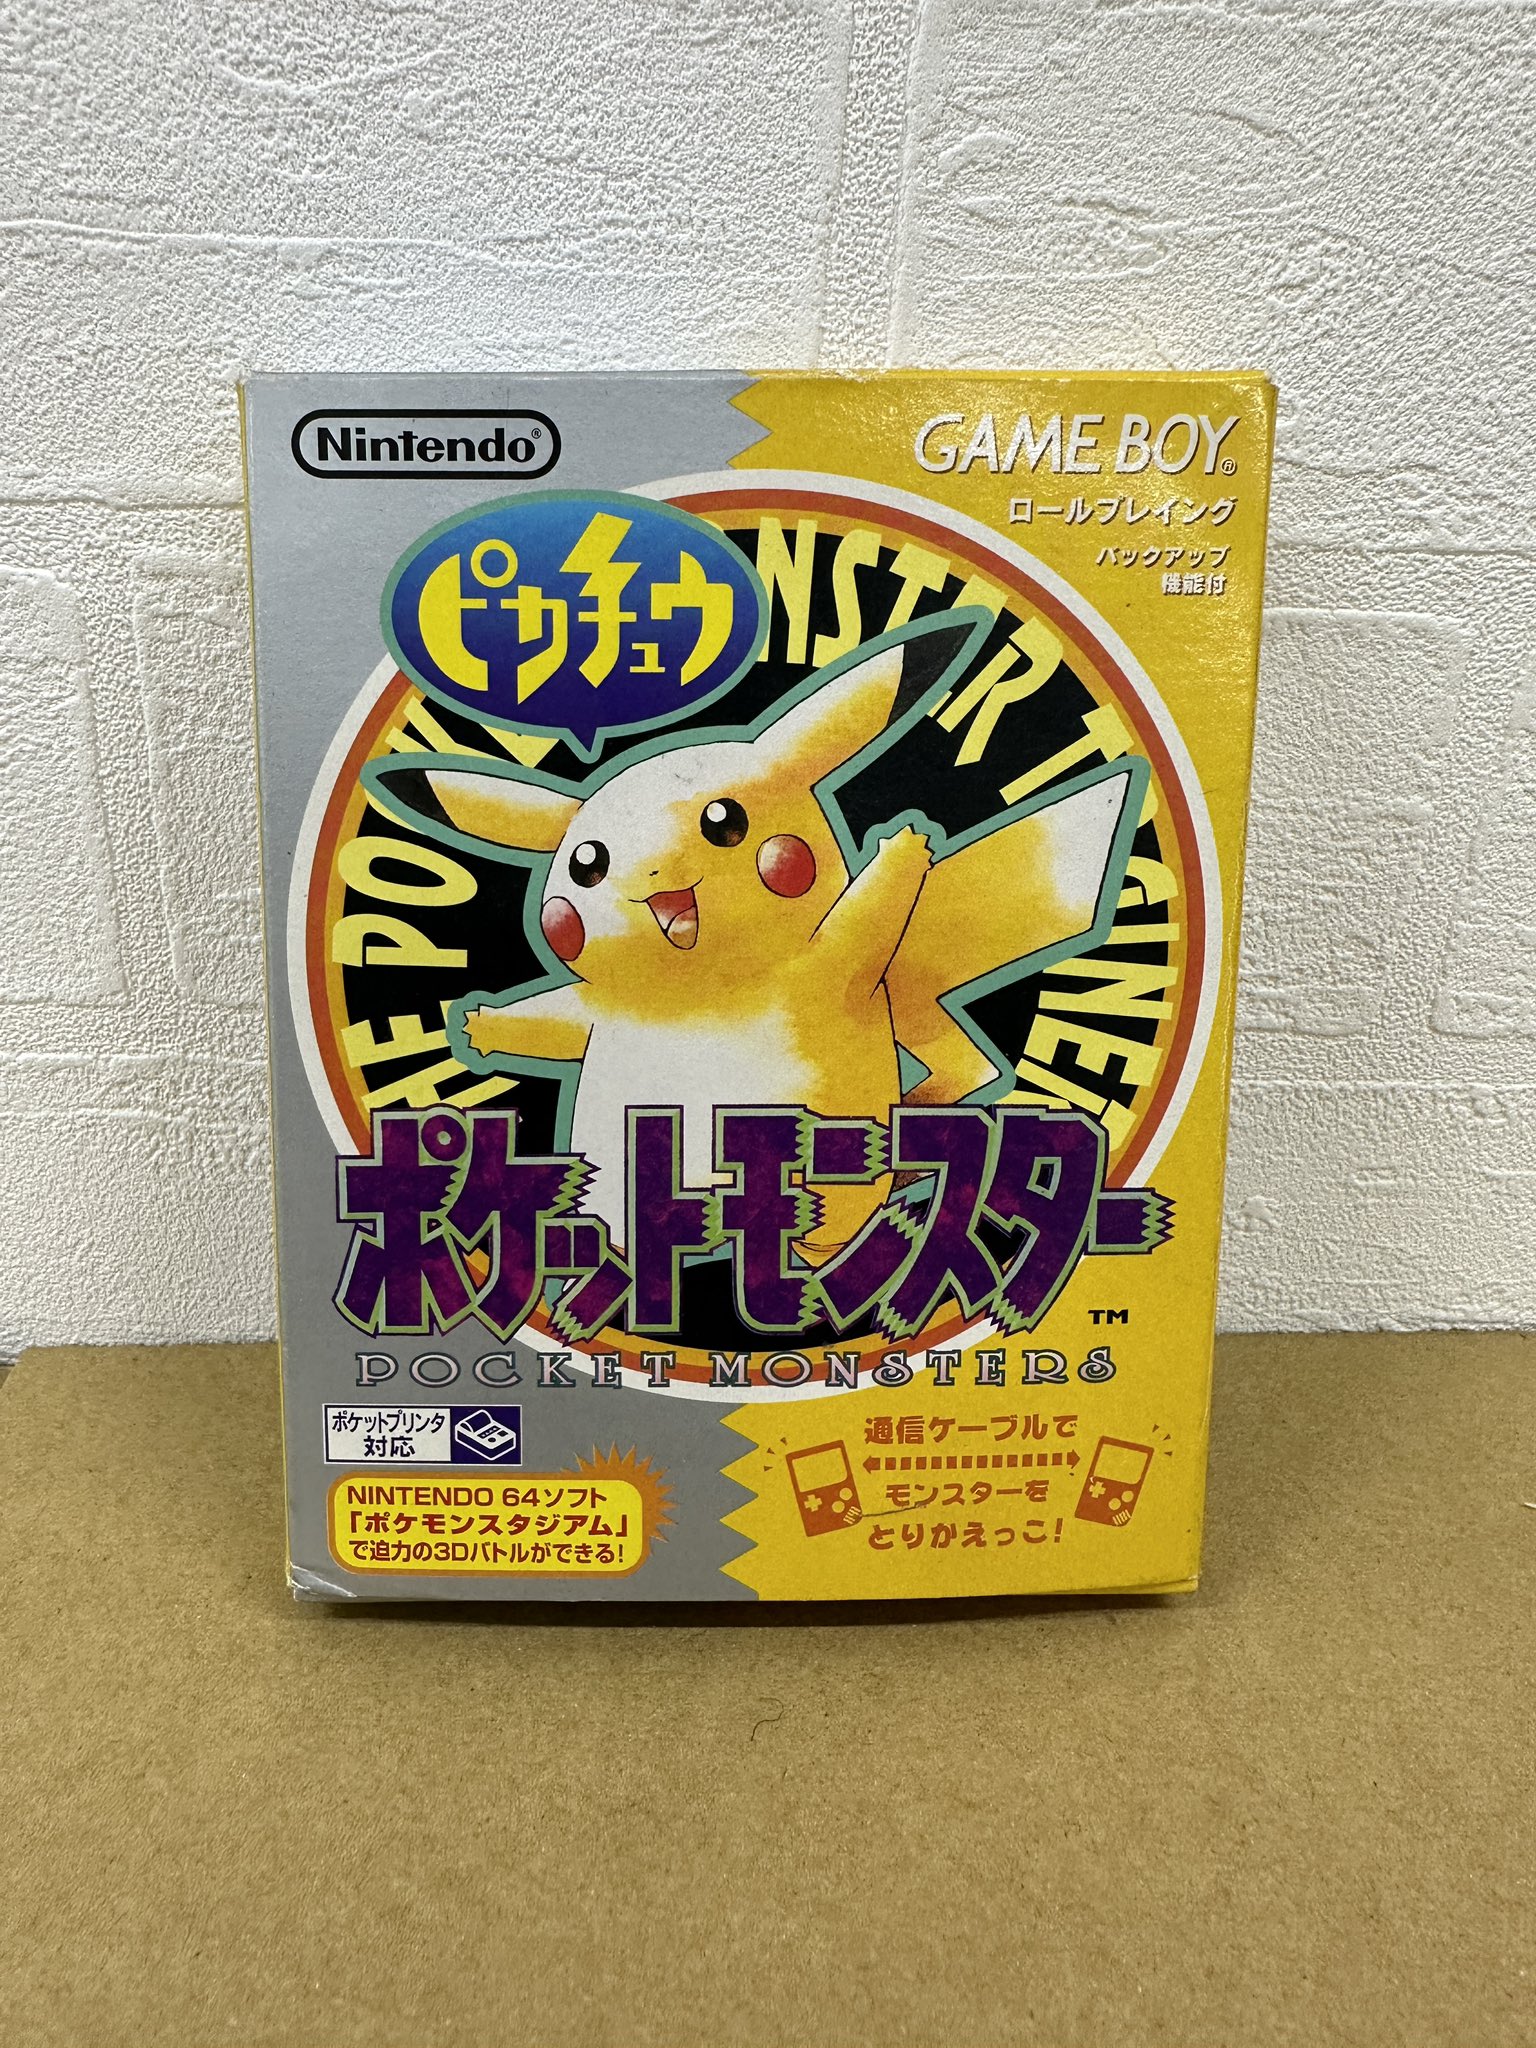 Nintendo®
GAME BOY®
ロールプレイング
バックアップ
機能付
ピカチュウ
THE POCKET MONSTER TRAINER
ポケットモンスター
TM
POCKET MONSTERS
ポケットプリンタ
対応
NINTENDO 64ソフト
「ポケモンスタジアム」
で迫力の3Dバトルができる!
通信ケーブルで
モンスターを
とりかえっこ!